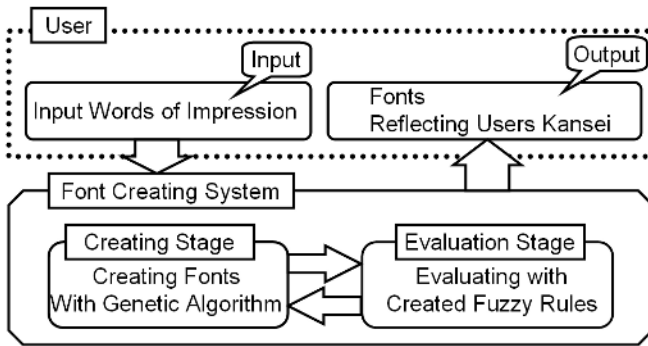 User
Input
Output
Input Words of Impression
Fonts
Reflecting Users Kansei
Font Creating System
Creating Stage
Creating Fonts
With Genetic Algorithm
Evaluation Stage
Evaluating with
Created Fuzzy Rules